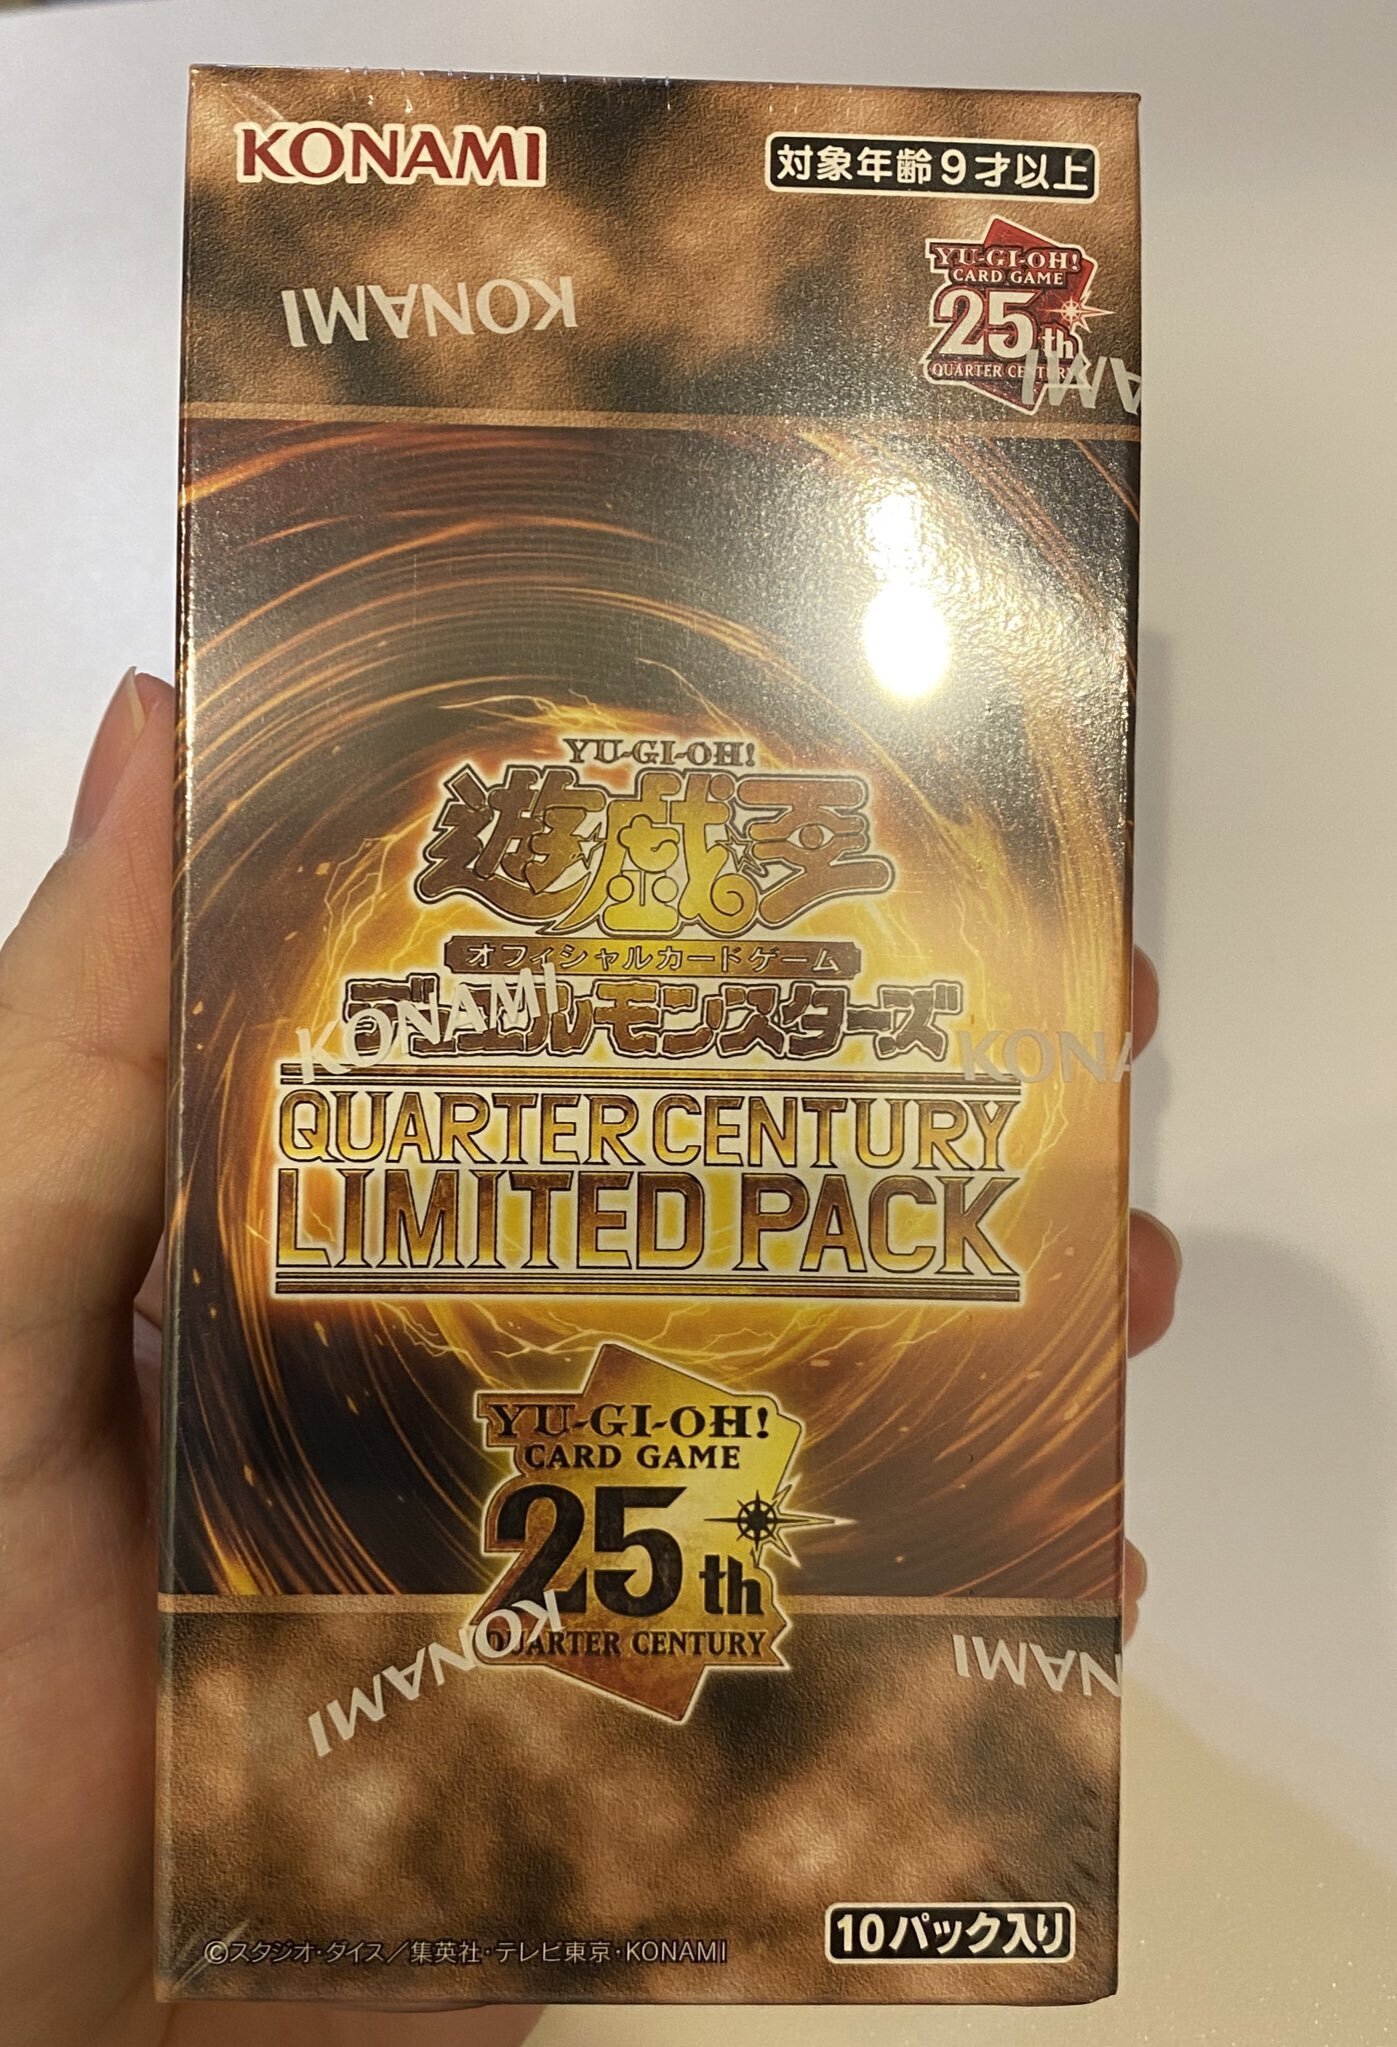 KONAMI
対象年齢9才以上
KONAMI
YU-GI-OH!
CARD GAME
25th
QUARTER CENTURY
YU-GI-OH!
遊戯王
オフィシャルカードゲーム
デュエルモンスターズ
KONAMI
KONA
QUARTER CENTURY
LIMITED PACK
YU-GI-OH!
CARD GAME
25th
QUARTER CENTURY
KONAMI
10パック入り
©スタジオ・ダイス/集英社・テレビ東京・KONAMI